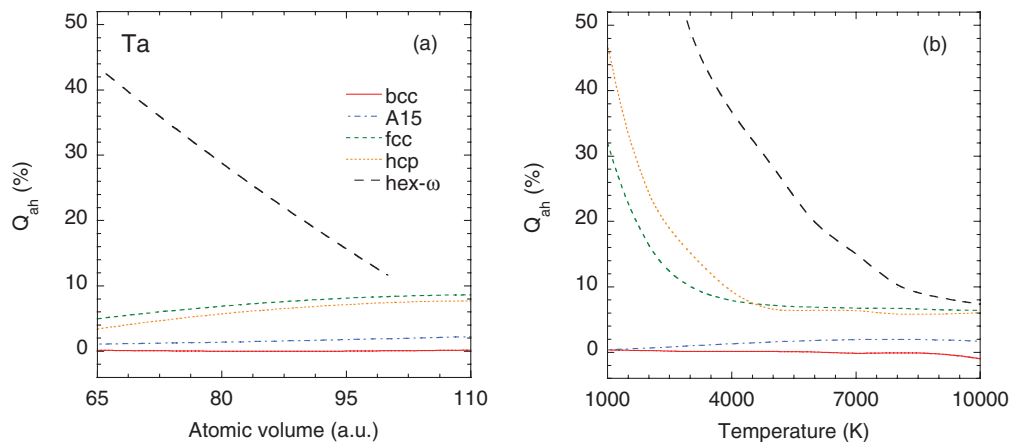 50
40
30
20
10
0
Q_ah (%)
Ta
(a)
bcc
A15
fcc
hcp
hex-ω
65
80
95
110
Atomic volume (a.u.)
50
40
30
20
10
0
Q_ah (%)
(b)
1000
4000
7000
10000
Temperature (K)